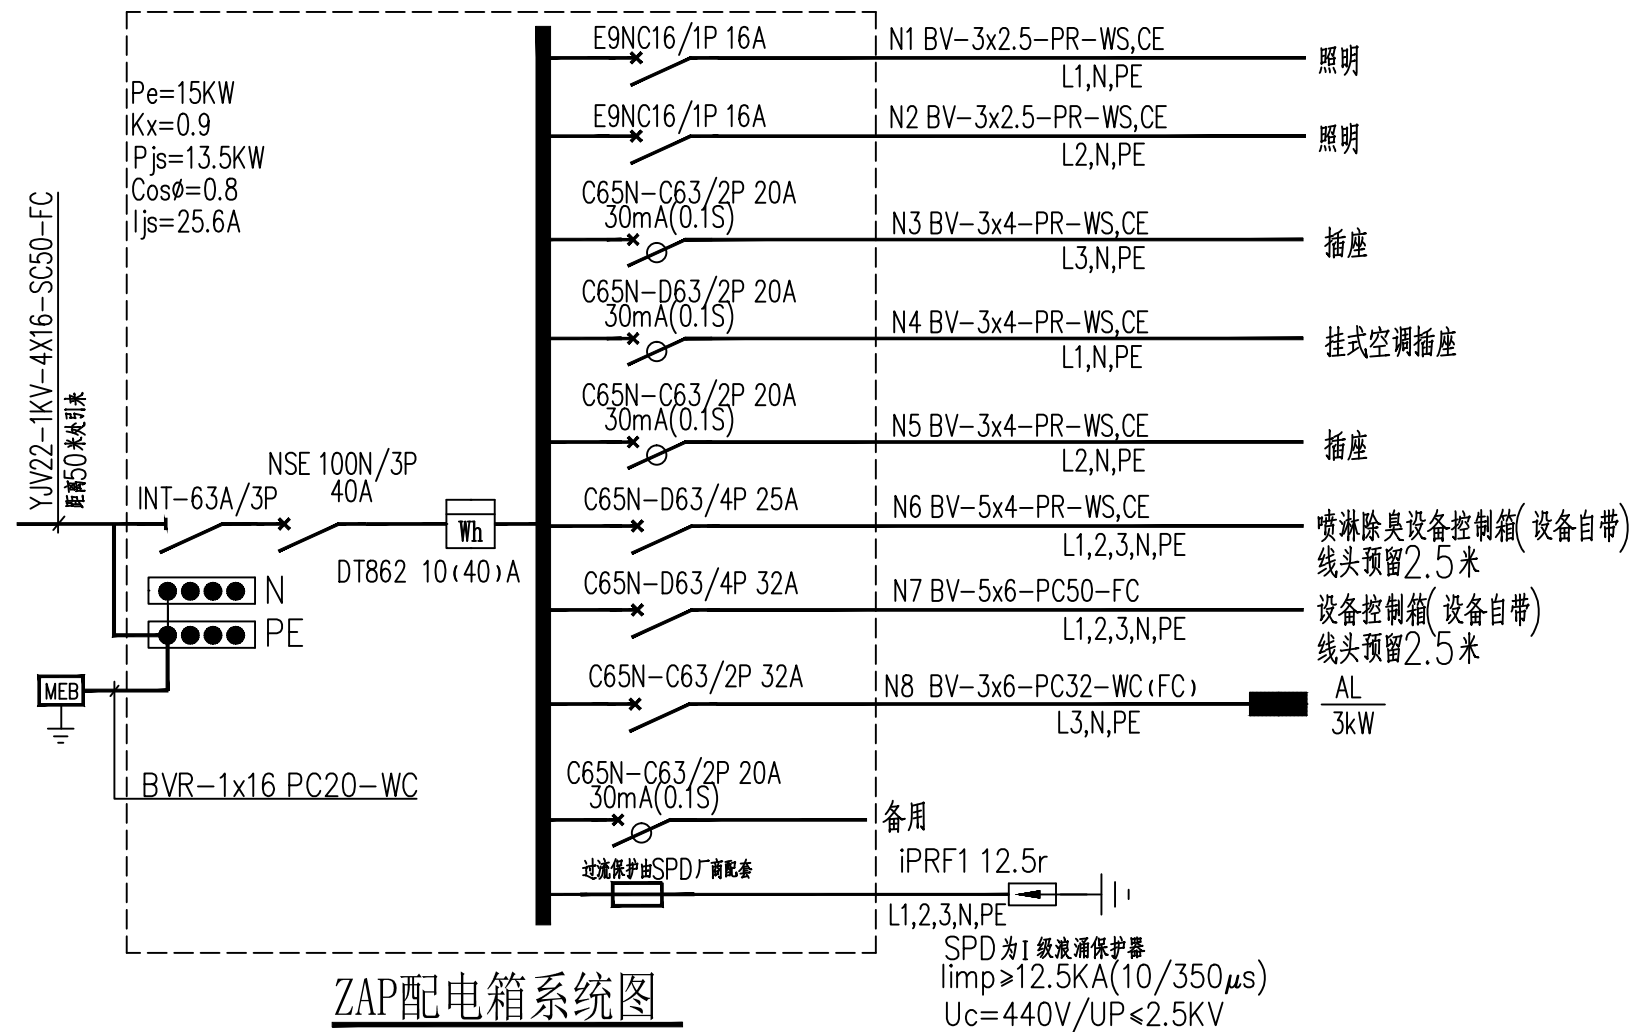 Pe=15KW
Kx=0.9
Pjs=13.5KW
Cosø=0.8
Ijs=25.6A
YJV22-1KV-4X16-SC50-FC
距离50米处引来
INT-63A/3P
NSE 100N/3P
40A
Wh
DT862 10(40)A
N
PE
MEB
BVR-1x16 PC20-WC
E9NC16/1P 16A
N1 BV-3x2.5-PR-WS,CE
L1,N,PE
照明
E9NC16/1P 16A
N2 BV-3x2.5-PR-WS,CE
L2,N,PE
照明
C65N-C63/2P 20A
30mA(0.1S)
N3 BV-3x4-PR-WS,CE
L3,N,PE
插座
C65N-D63/2P 20A
30mA(0.1S)
N4 BV-3x4-PR-WS,CE
L1,N,PE
挂式空调插座
C65N-C63/2P 20A
30mA(0.1S)
N5 BV-3x4-PR-WS,CE
L2,N,PE
插座
C65N-D63/4P 25A
N6 BV-5x4-PR-WS,CE
L1,2,3,N,PE
喷淋除臭设备控制箱(设备自带)
线头预留2.5米
C65N-D63/4P 32A
N7 BV-5x6-PC50-FC
L1,2,3,N,PE
设备控制箱(设备自带)
线头预留2.5米
C65N-C63/2P 32A
N8 BV-3x6-PC32-WC(FC)
L3,N,PE
AL
3kW
C65N-C63/2P 20A
30mA(0.1S)
备用
过流保护由SPD厂商配套
iPRF1 12.5r
L1,2,3,N,PE
SPD为I级浪涌保护器
Iimp≥12.5KA(10/350μs)
Uc=440V/UP≤2.5KV
ZAP配电箱系统图